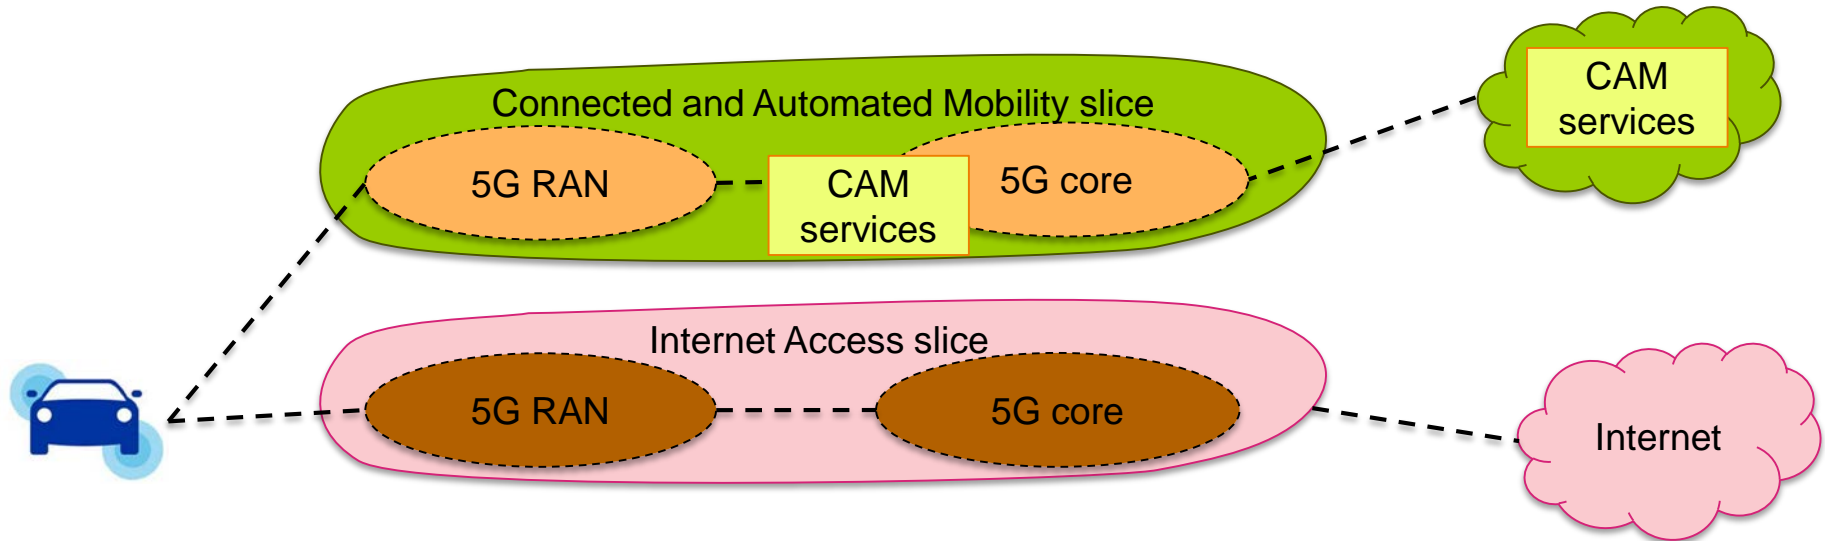 Connected and Automated Mobility slice
5G RAN
CAM
services
5G core
CAM
services
Internet Access slice
5G RAN
5G core
Internet